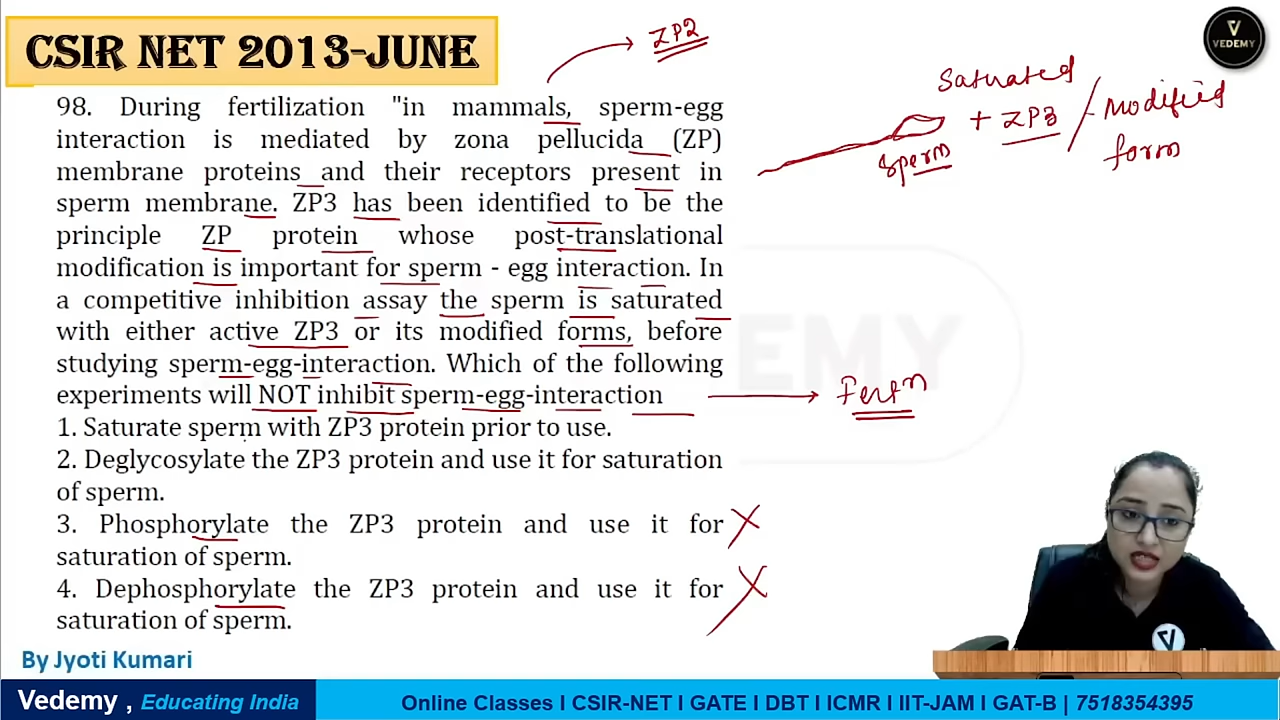 CSIR NET 2013-JUNE
ZP2
VEDEMY
Saturated
+ ZP3 / modified
form
Sperm
98. During fertilization "in mammals, sperm-egg
interaction is mediated by zona pellucida (ZP)
membrane proteins and their receptors present in
sperm membrane. ZP3 has been identified to be the
principle ZP protein whose post-translational
modification is important for sperm - egg interaction. In
a competitive inhibition assay the sperm is saturated
with either active ZP3 or its modified forms, before
studying sperm-egg-interaction. Which of the following
experiments will NOT inhibit sperm-egg-interaction
Fertn
1. Saturate sperm with ZP3 protein prior to use.
2. Deglycosylate the ZP3 protein and use it for saturation
of sperm.
3. Phosphorylate the ZP3 protein and use it for
saturation of sperm.
4. Dephosphorylate the ZP3 protein and use it for
saturation of sperm.
By Jyoti Kumari
Vedemy , Educating India
Online Classes I CSIR-NET I GATE I DBT I ICMR I IIT-JAM I GAT-B | 7518354395